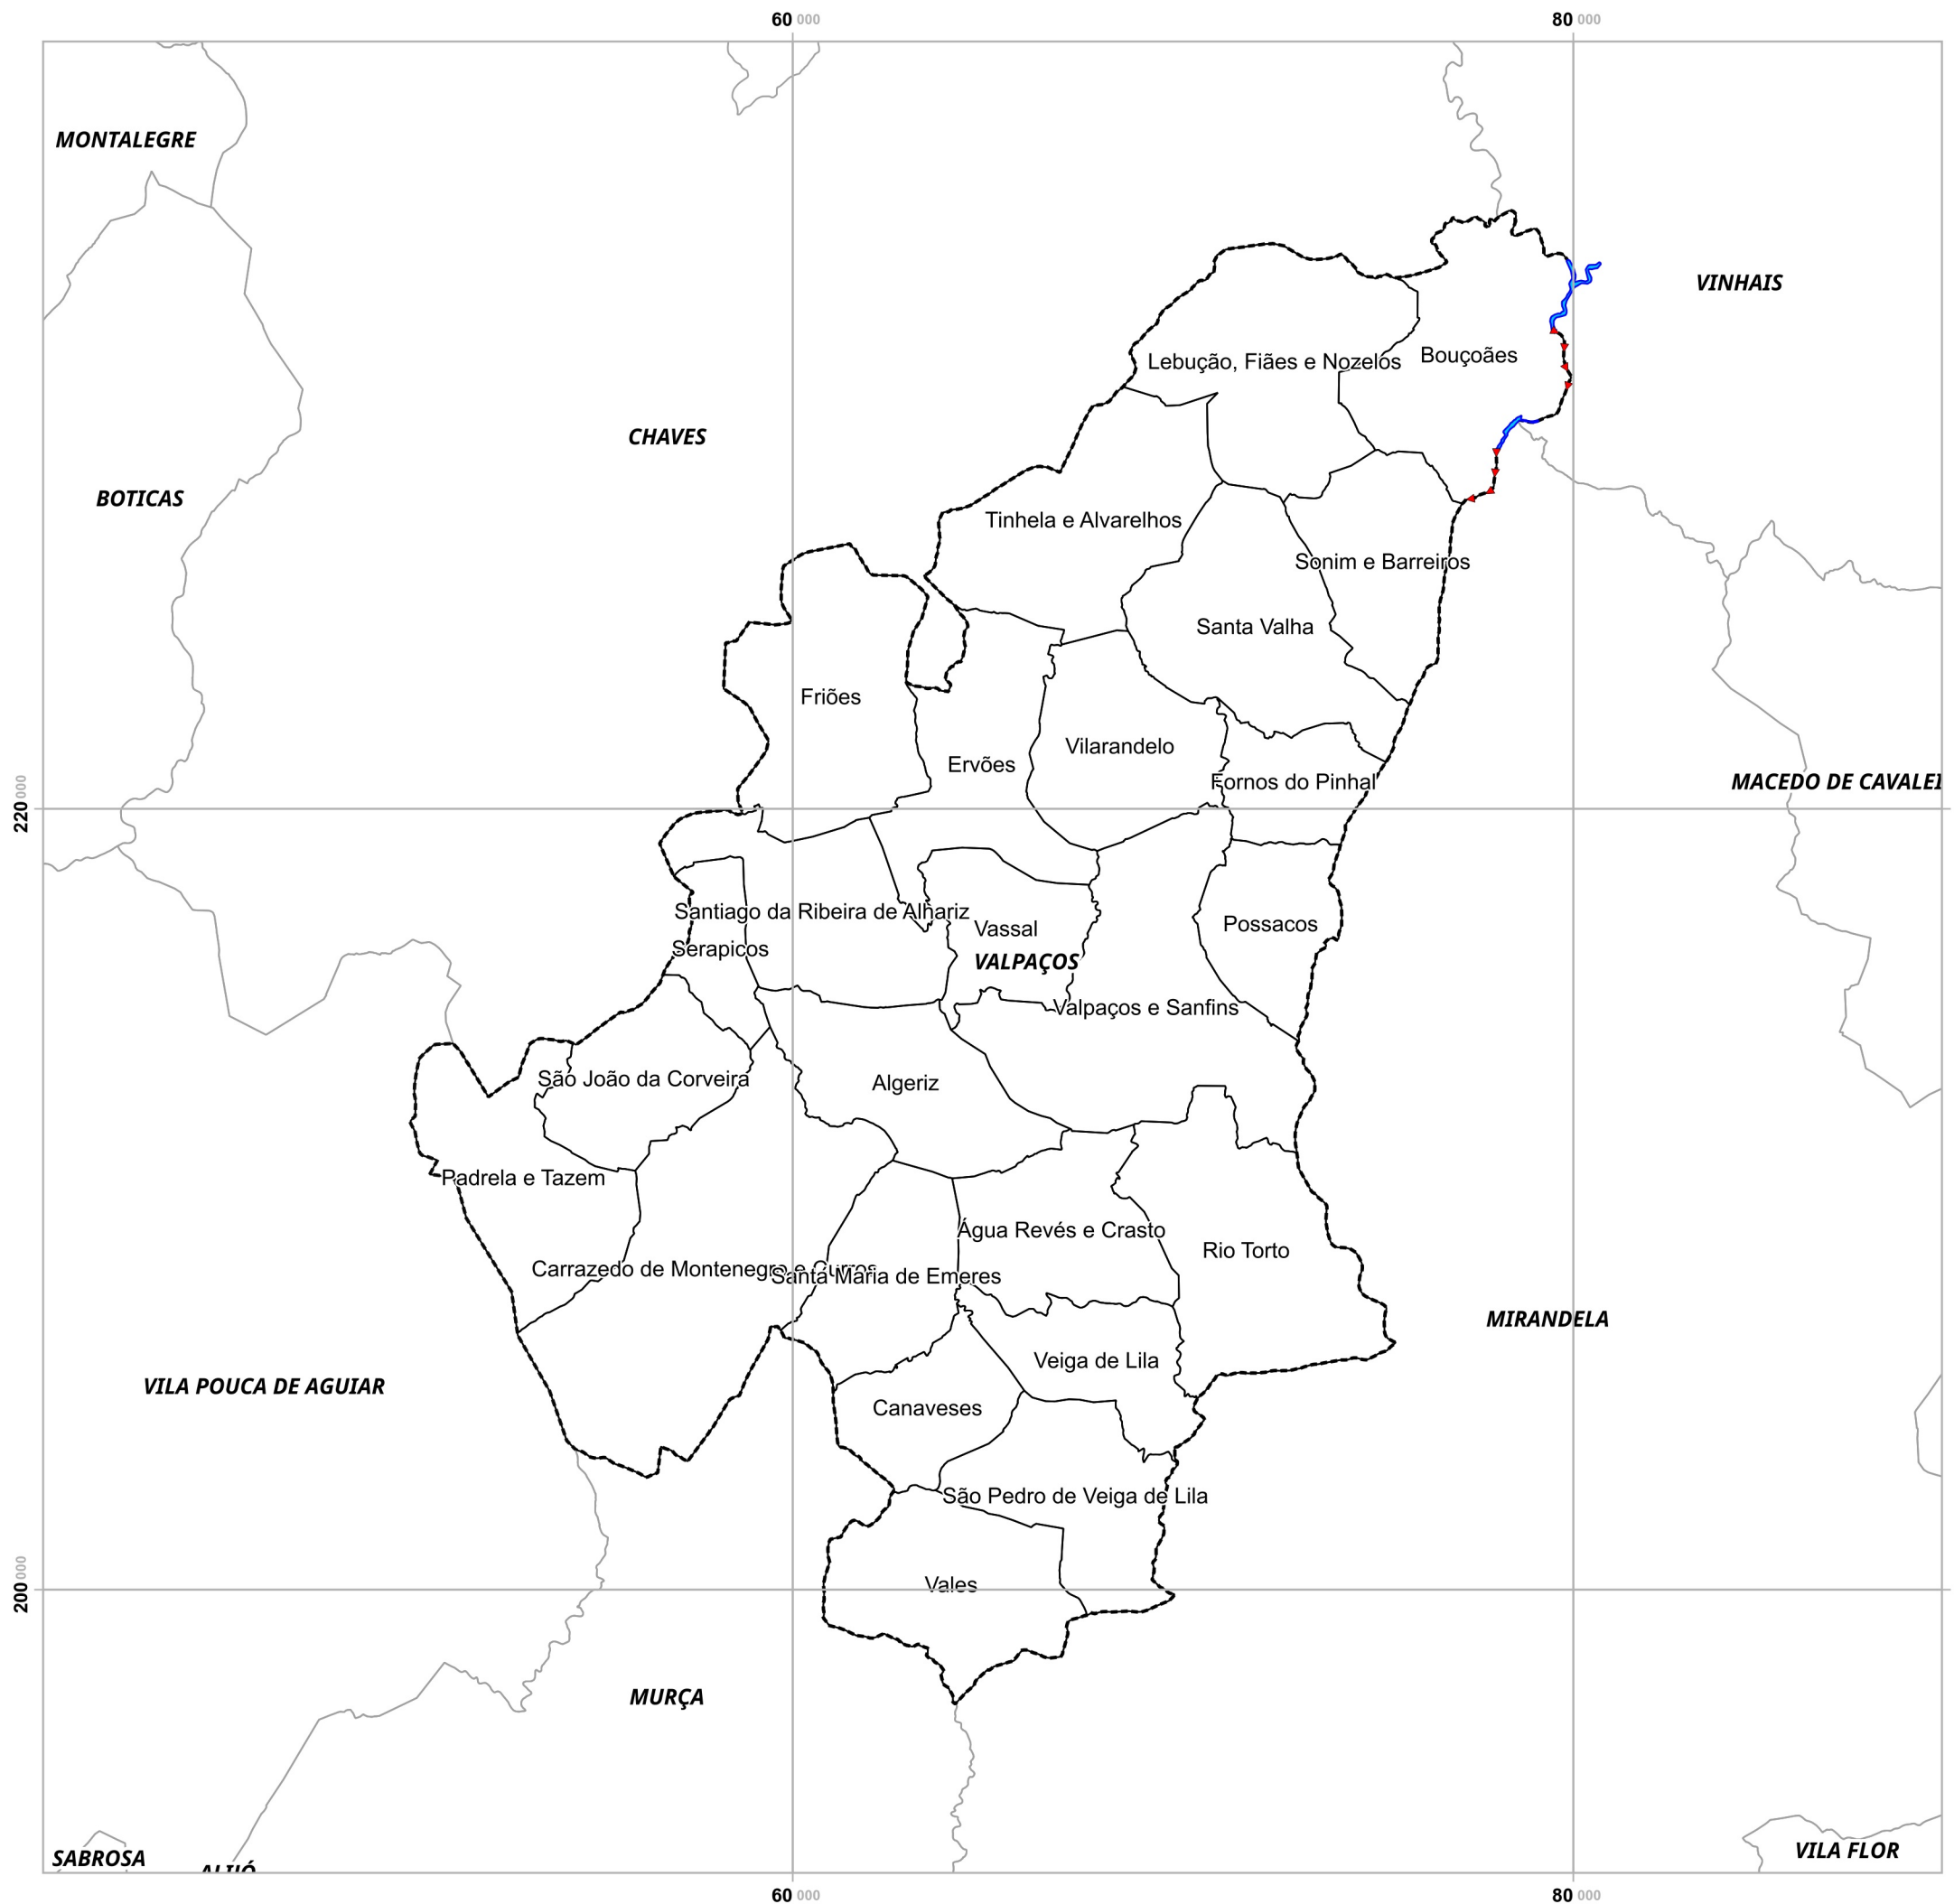 60 000
80 000
MONTALEGRE
VINHAIS
Bouçoães
Lebução, Fiães e Nozelos
CHAVES
BOTICAS
Tinhela e Alvarelhos
Sonim e Barreiros
Santa Valha
Friões
Vilarandelo
Ervões
Fornos do Pinhal
MACEDO DE CAVALEI
220 000
Santiago da Ribeira de Alhariz
Possacos
Vassal
Serapicos
VALPAÇOS
Valpaços e Sanfins
São João da Corveira
Algeriz
Padrela e Tazem
Água Revés e Crasto
Rio Torto
Carrazedo de Montenegro e Curros
Santa Maria de Emeres
MIRANDELA
Veiga de Lila
VILA POUCA DE AGUIAR
Canaveses
São Pedro de Veiga de Lila
Vales
200 000
MURÇA
VILA FLOR
SABROSA
ALIJÓ
60 000
80 000